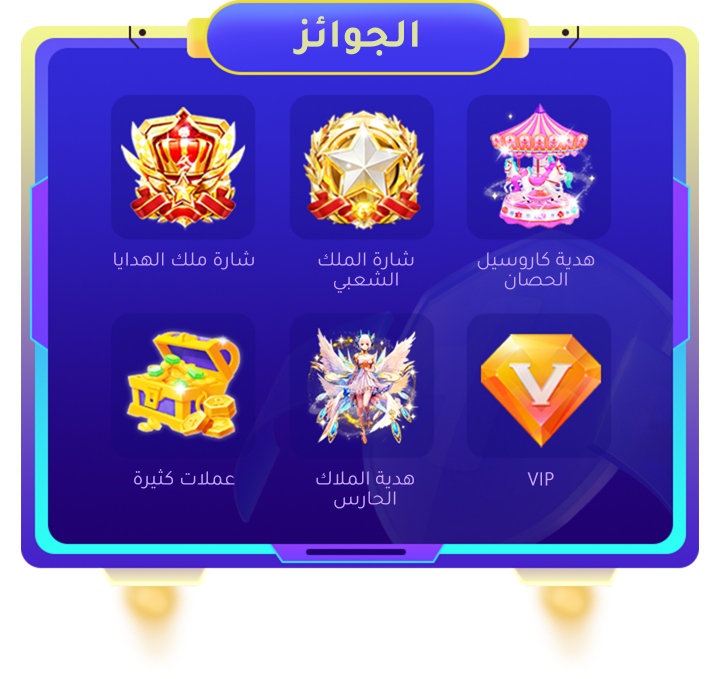 الجوائز
هدية كاروسيل
الحصان
شارة الملك
الشعبي
شارة ملك الهدايا
V
VIP
هدية الملاك
الحارس
عملات كثيرة